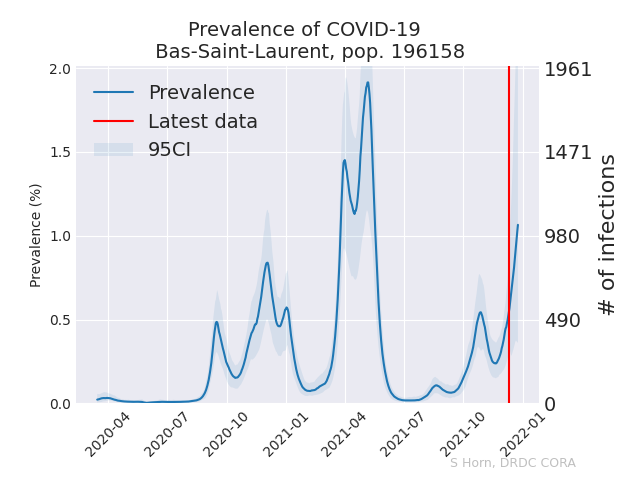 Prevalence of COVID-19
Bas-Saint-Laurent, pop. 196158
Prevalence
Latest data
95CI
Prevalence (%)
2.0
1.5
1.0
0.5
0.0
1961
1471
980
490
0
# of infections
2020-04
2020-07
2020-10
2021-01
2021-04
2021-07
2021-10
2022-01
S Horn, DRDC CORA